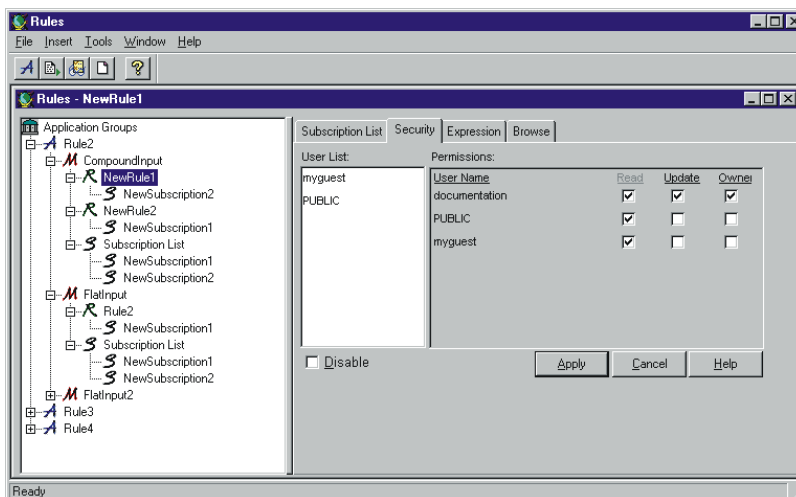 Rules
File Insert Tools Window Help
Rules - NewRule1
Application Groups
Rule2
CompoundInput
NewRule1
NewSubscription2
NewRule2
NewSubscription1
Subscription List
NewSubscription1
NewSubscription2
FlatInput
Rule2
NewSubscription1
Subscription List
NewSubscription1
NewSubscription2
FlatInput2
Rule3
Rule4
Subscription List Security Expression Browse
User List:
myguest
PUBLIC
Permissions:
User Name Read Update Owner
documentation
PUBLIC
myguest
Disable
Apply Cancel Help
Ready